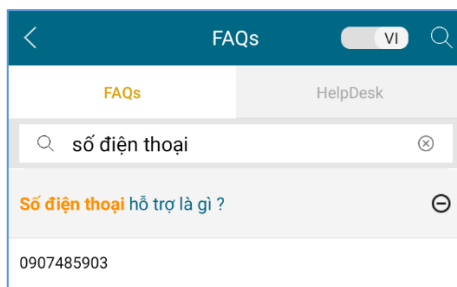 FAQs
VI
FAQs
HelpDesk
số điện thoại
Số điện thoại hỗ trợ là gì ?
0907485903